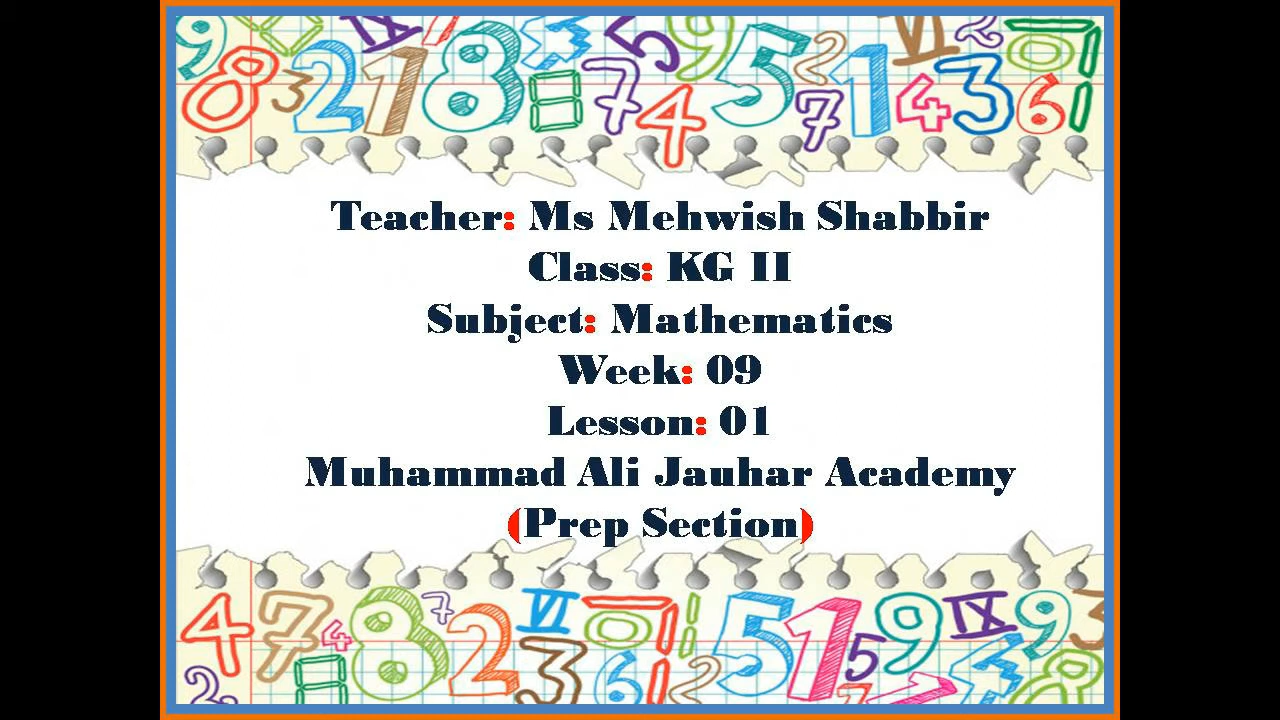 Teacher: Ms Mehwish Shabbir
Class: KG II
Subject: Mathematics
Week: 09
Lesson: 01
Muhammad Ali Jauhar Academy
(Prep Section)